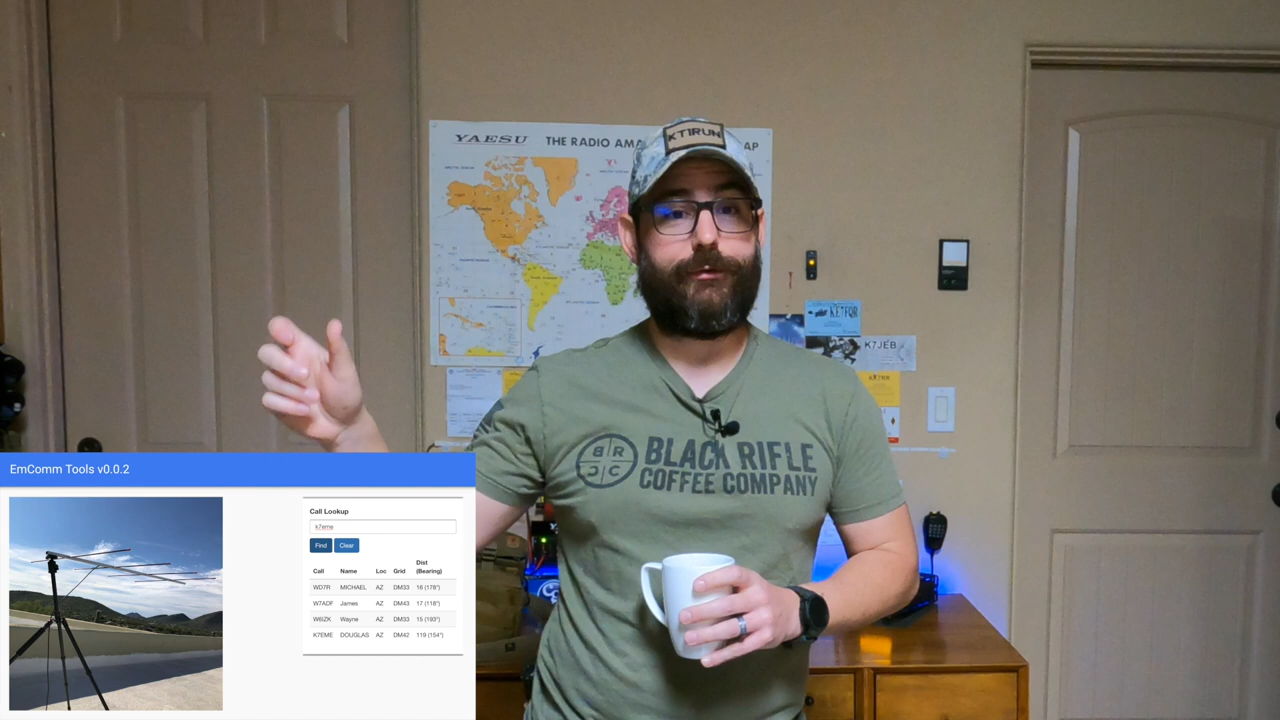 YAESU THE RADIO AMA
AP
KT1RUN
KE7FQR
K7JEB
BR
CC
BLACK RIFLE
COFFEE COMPANY
EmComm Tools v0.0.2
Call Lookup
k7eme
Find Clear
Call Name Loc Grid Dist (Bearing)
WD7R MICHAEL AZ DM33 16 (178°)
W7ADF James AZ DM43 17 (118°)
W6IZK Wayne AZ DM33 15 (193°)
K7EME DOUGLAS AZ DM42 119 (154°)